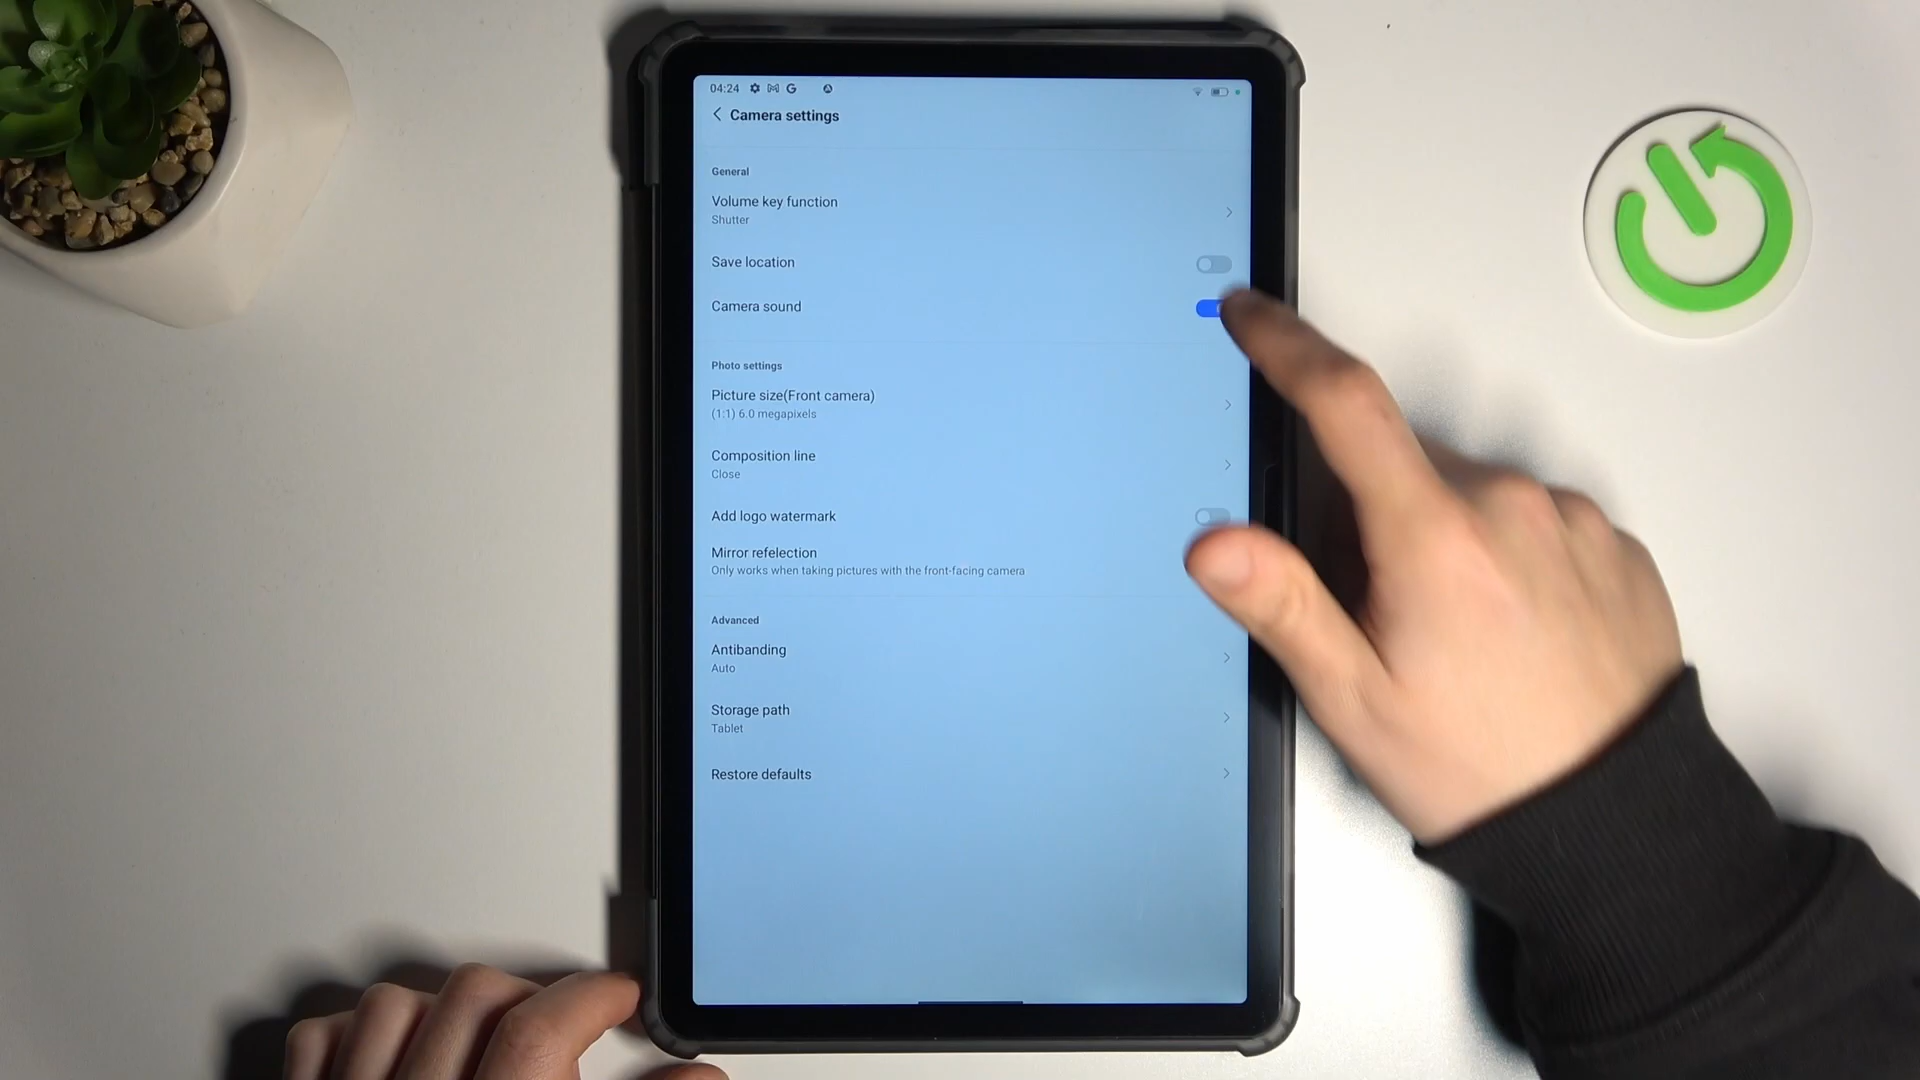 04:24
Camera settings
General
Volume key function
Shutter
Save location
Camera sound
Photo settings
Picture size(Front camera)
(1:1) 6.0 megapixels
Composition line
Close
Add logo watermark
Mirror refelection
Only works when taking pictures with the front-facing camera
Advanced
Antibanding
Auto
Storage path
Tablet
Restore defaults